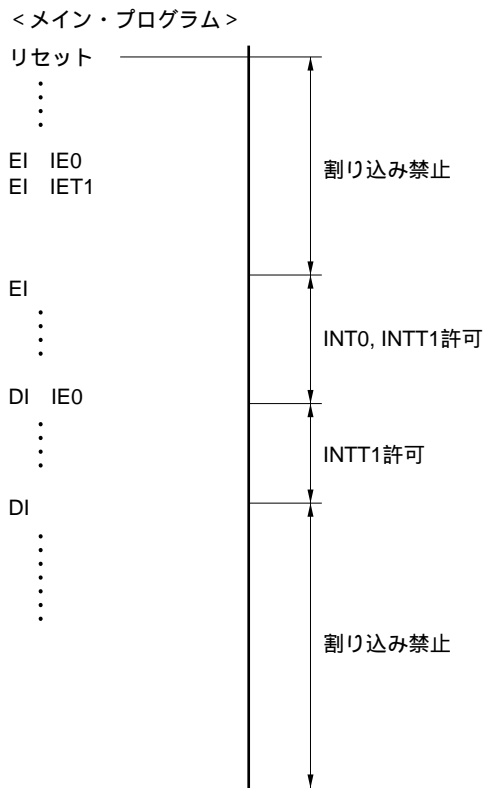 <メイン・プログラム>
リセット
EI IE0
割り込み禁止
EI IET1
EI
INT0, INTT1許可
DI IE0
INTT1許可
DI
割り込み禁止